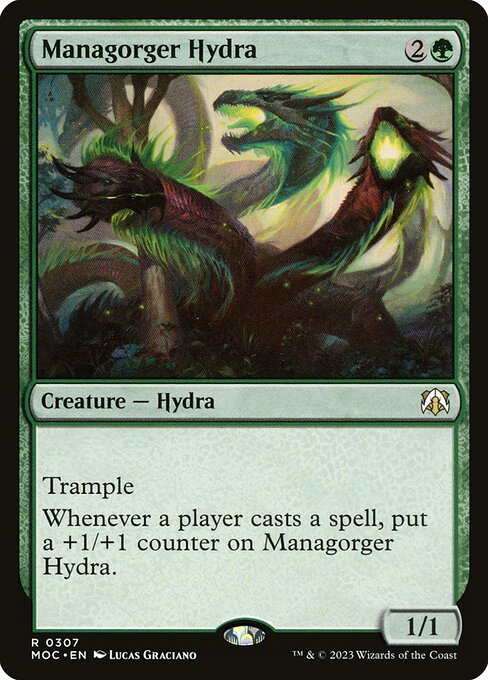 Managorger Hydra 2
Creature — Hydra
Trample
Whenever a player casts a spell, put
a +1/+1 counter on Managorger
Hydra.
1/1
R 0307
MOC • EN Lucas Graciano
™ & © 2023 Wizards of the Coast